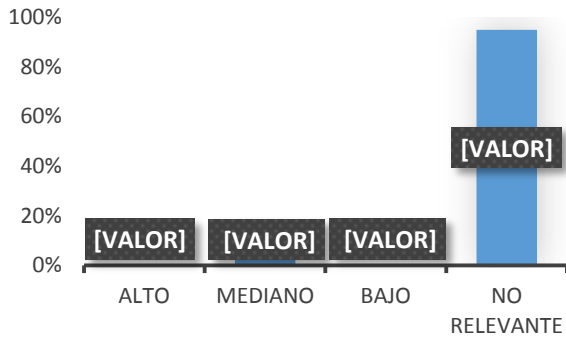 100%
80%
60%
40%
20%
0%
[VALOR]
[VALOR]
[VALOR]
[VALOR]
ALTO
MEDIANO
BAJO
NO
RELEVANTE